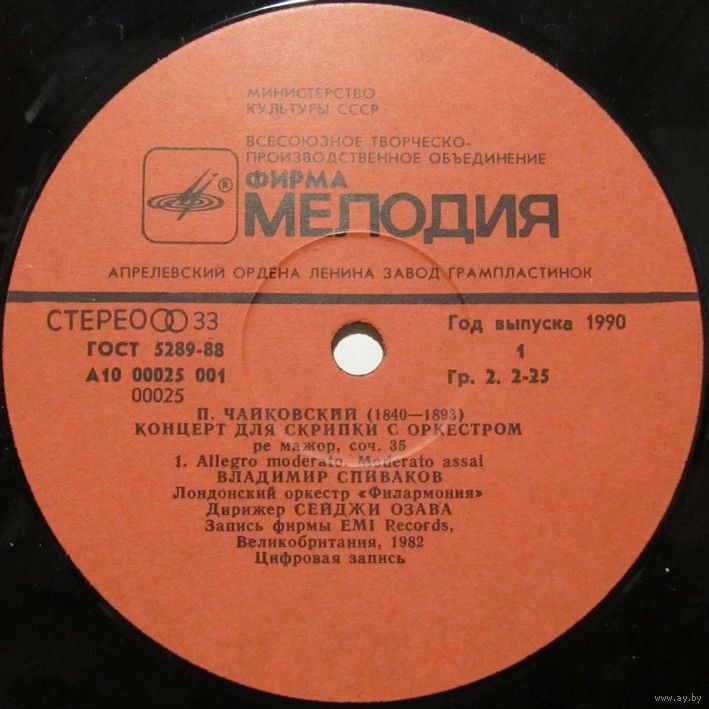 МИНИСТЕРСТВО
КУЛЬТУРЫ СССР
ВСЕСОЮЗНОЕ ТВОРЧЕСКО-
ПРОИЗВОДСТВЕННОЕ ОБЪЕДИНЕНИЕ
®
ФИРМА
МЕЛОДИЯ
АПРЕЛЕВСКИЙ ОРДЕНА ЛЕНИНА ЗАВОД ГРАМПЛАСТИНОК
СТЕРЕО 33
Год выпуска 1990
ГОСТ 5289-88
1
А10 00025 001
Гр. 2. 2-25
00025
П. ЧАЙКОВСКИЙ (1840—1893)
КОНЦЕРТ ДЛЯ СКРИПКИ С ОРКЕСТРОМ
ре мажор, соч. 35
1. Allegro moderato. Moderato assai
ВЛАДИМИР СПИВАКОВ
Лондонский оркестр «Филармония»
Дирижер СЕЙДЖИ ОЗАВА
Запись фирмы EMI Records,
Великобритания, 1982
Цифровая запись
www.ay.by